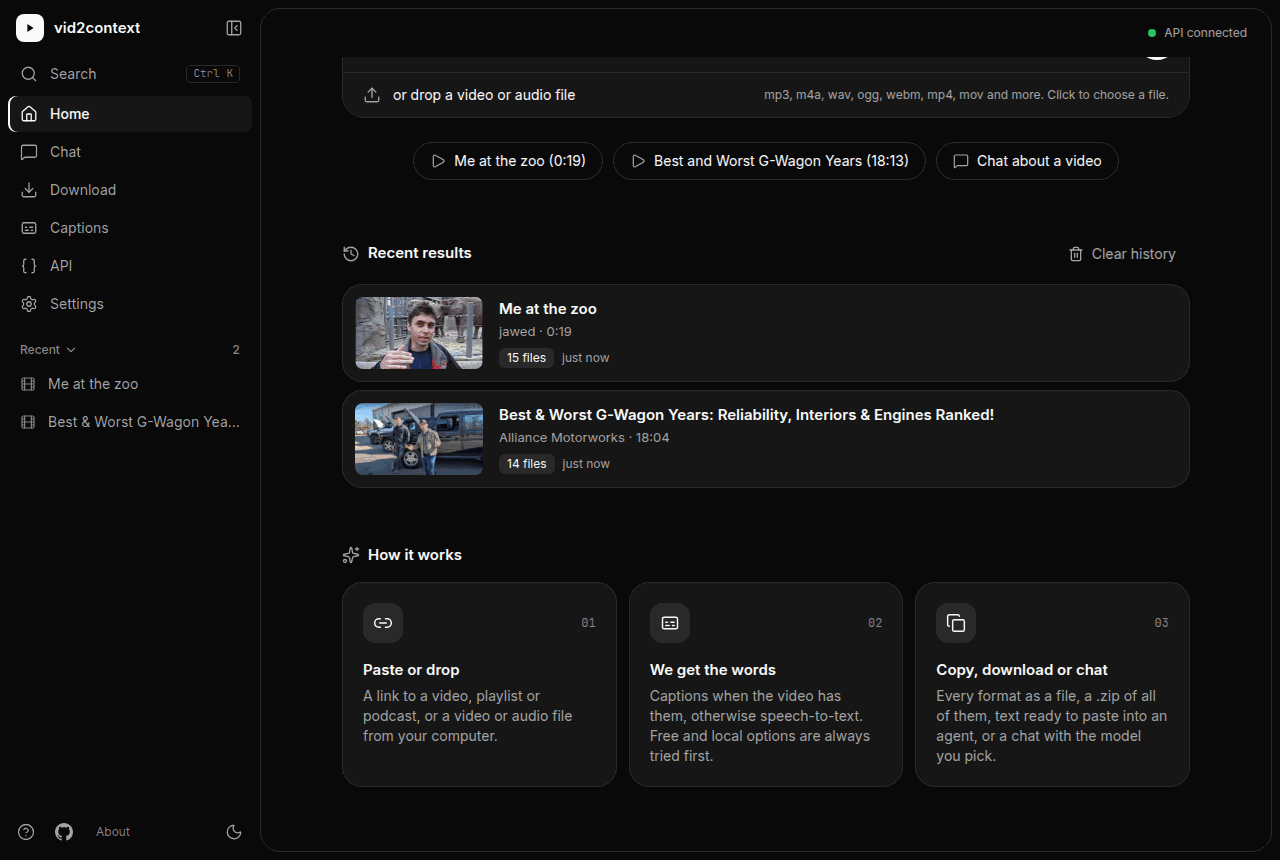 vid2context
Search
Ctrl K
Home
Chat
Download
Captions
API
Settings
Recent
2
Me at the zoo
Best & Worst G-Wagon Yea...
About
API connected
or drop a video or audio file
mp3, m4a, wav, ogg, webm, mp4, mov and more. Click to choose a file.
Me at the zoo (0:19)
Best and Worst G-Wagon Years (18:13)
Chat about a video
Recent results
Clear history
Me at the zoo
jawed · 0:19
15 files
just now
Best & Worst G-Wagon Years: Reliability, Interiors & Engines Ranked!
Alliance Motorworks · 18:04
14 files
just now
How it works
01
Paste or drop
A link to a video, playlist or
podcast, or a video or audio file
from your computer.
02
We get the words
Captions when the video has
them, otherwise speech-to-text.
Free and local options are always
tried first.
03
Copy, download or chat
Every format as a file, a .zip of all
of them, text ready to paste into an
agent, or a chat with the model
you pick.